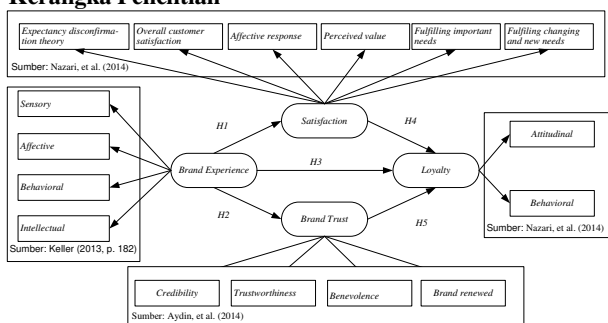 Kerangka Penelitian
Expectancy disconfirma-
tion theory
Overall customer
satisfaction
Affective response
Perceived value
Fulfilling important
needs
Fulfiling changing
and new needs
Sumber: Nazari, et al. (2014)
Sensory
Affective
Behavioral
Intellectual
Sumber: Keller (2013, p. 182)
H1
Satisfaction
H4
Brand Experience
H3
Loyalty
H2
Brand Trust
H5
Attitudinal
Behavioral
Sumber: Nazari, et al. (2014)
Credibility
Trustworthiness
Benevolence
Brand renewed
Sumber: Aydin, et al. (2014)